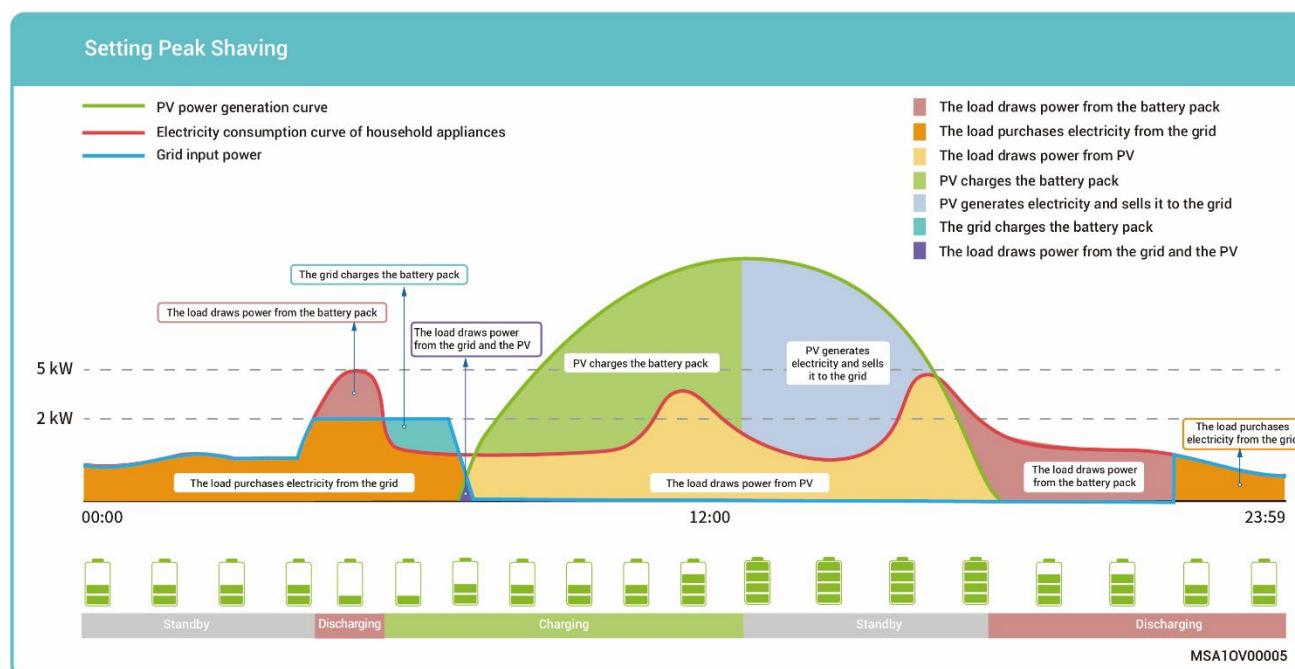 Setting Peak Shaving
PV power generation curve
Electricity consumption curve of household appliances
Grid input power
The load draws power from the battery pack
The load purchases electricity from the grid
The load draws power from PV
PV charges the battery pack
PV generates electricity and sells it to the grid
The grid charges the battery pack
The load draws power from the grid and the PV
The grid charges the battery pack
The load draws power from the battery pack
The load draws power
from the grid and the PV
PV charges the battery pack
PV generates
electricity and sells
it to the grid
5 kW
2 kW
The load purchases
electricity from the grid
The load purchases electricity from the grid
The load draws power from PV
The load draws power
from the battery pack
00:00
12:00
23:59
Standby
Discharging
Charging
Standby
Discharging
MSA10V00005